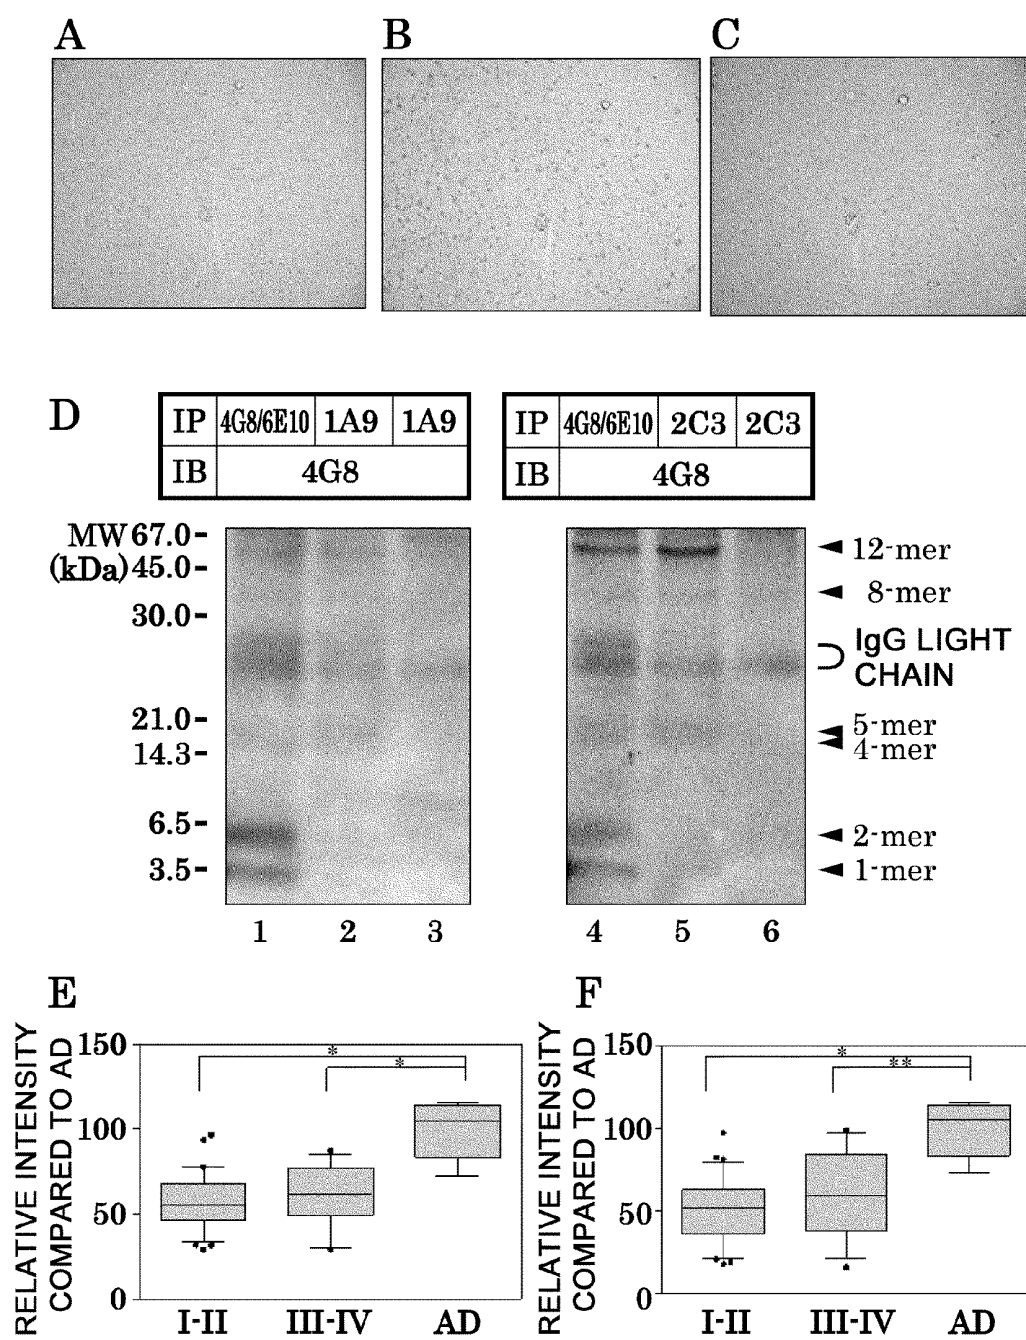 A B C
D
IP 4G8/6E10 1A9 1A9
IB 4G8
IP 4G8/6E10 2C3 2C3
IB 4G8
MW 67.0
(kDa) 45.0
30.0
21.0
14.3
6.5
3.5
12-mer
8-mer
IgG LIGHT
CHAIN
5-mer
4-mer
2-mer
1-mer
1 2 3
4 5 6
E
RELATIVE INTENSITY
COMPARED TO AD
150
100
50
0
* *
I-II III-IV AD
F
RELATIVE INTENSITY
COMPARED TO AD
150
100
50
0
* **
I-II III-IV AD